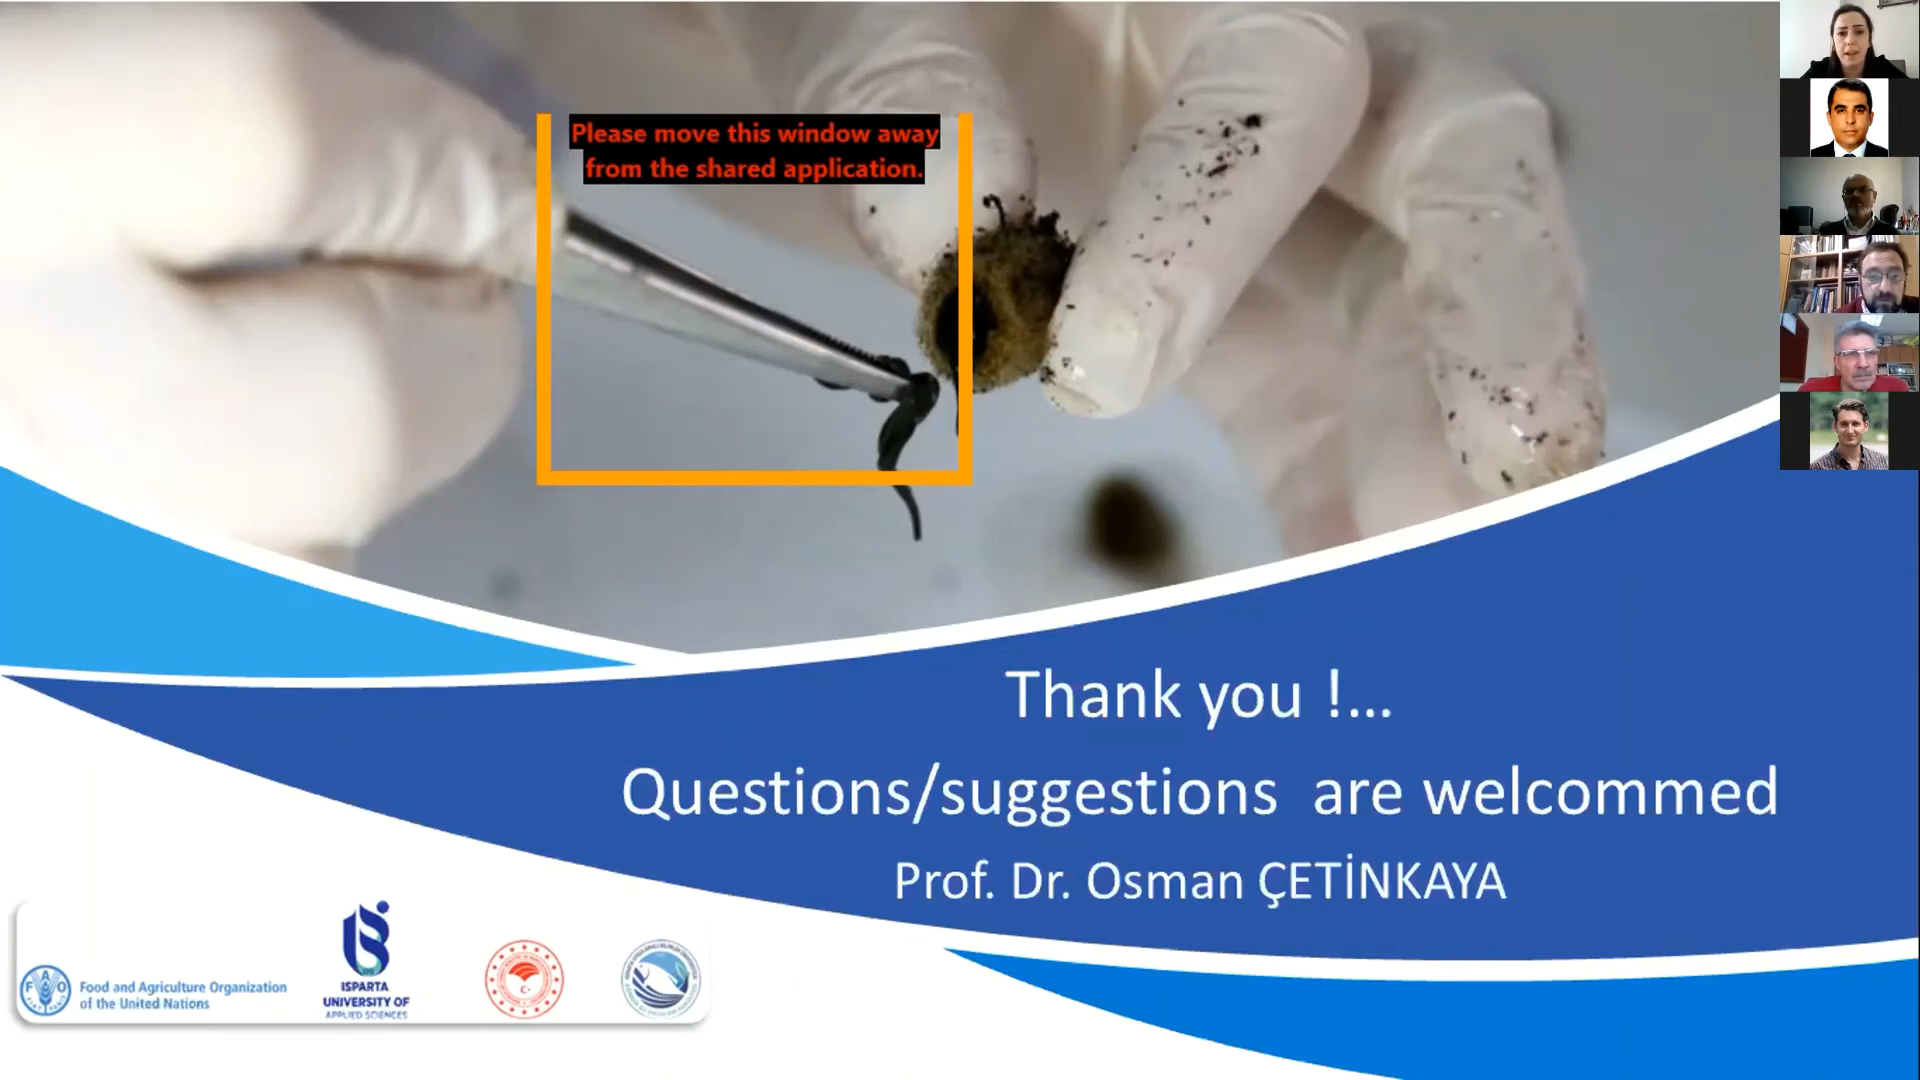 Please move this window away
from the shared application.
Thank you !...
Questions/suggestions are welcommed
Prof. Dr. Osman ÇETİNKAYA
F A O
Food and Agriculture Organization
of the United Nations
ISPARTA
UNIVERSITY OF
APPLIED SCIENCES